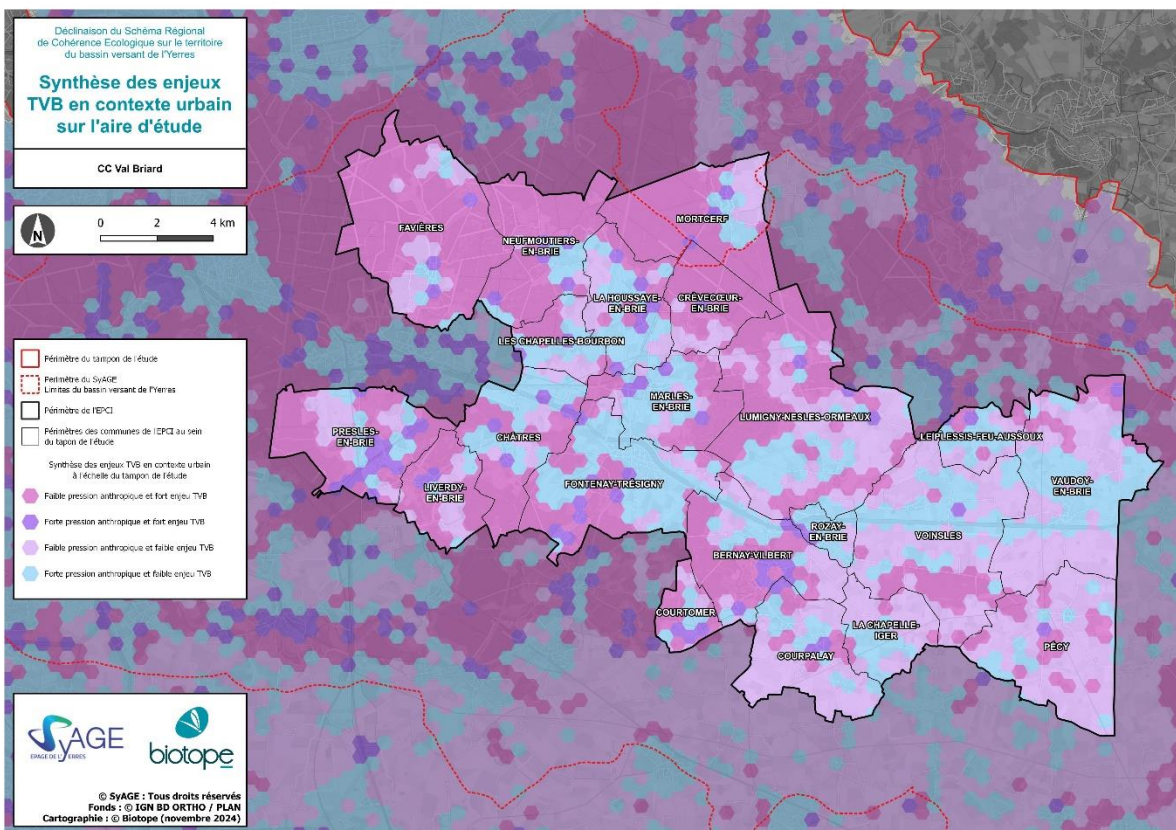 Déclinaison du Schéma Régional
de Cohérence Ecologique sur le territoire
du bassin versant de l'Yerres
Synthèse des enjeux
TVB en contexte urbain
sur l'aire d'étude
CC Val Briard
N
0 2 4 km
Périmètre du tampon de l'étude
Perimètre du SyAGE
Limites du bassin versant de l'Yerres
Périmètre de l'EPCI
Périmètres des communes de l'EPCI au sein
du tapon de l'étude
Synthèse des enjeux TVB en contexte urbain
à l'échelle du tampon de l'étude
Faible pression anthropique et fort enjeu TVB
Forte pression anthropique et fort enjeu TVB
Faible pression anthropique et faible enjeu TVB
Forte pression anthropique et faible enjeu TVB
FAVIÈRES
NEUFMOUTIERS-
EN-BRIE
MORTCERF
LA HOUSSAYE-
EN-BRIE
CRÈVECŒUR-
EN-BRIE
LES CHAPELLES-BOURBON
MARLES-
EN-BRIE
LUMIGNY-NESLES-ORMEAUX
PRESLES-
EN-BRIE
CHÂTRES
LE PLESSIS-FEU-AUSSOUX
LIVERDY-
EN-BRIE
FONTENAY-TRÉSIGNY
VAUDOY-
EN-BRIE
ROZAY-
EN-BRIE
VOINSLES
BERNAY-VILBERT
COURTOMER
LA CHAPELLE-
IGER
COURPALAY
PÉCY
SyAGE
EPAGE DE L'YERRES
biotope
© SyAGE : Tous droits réservés
Fonds : © IGN BD ORTHO / PLAN
Cartographie : © Biotope (novembre 2024)